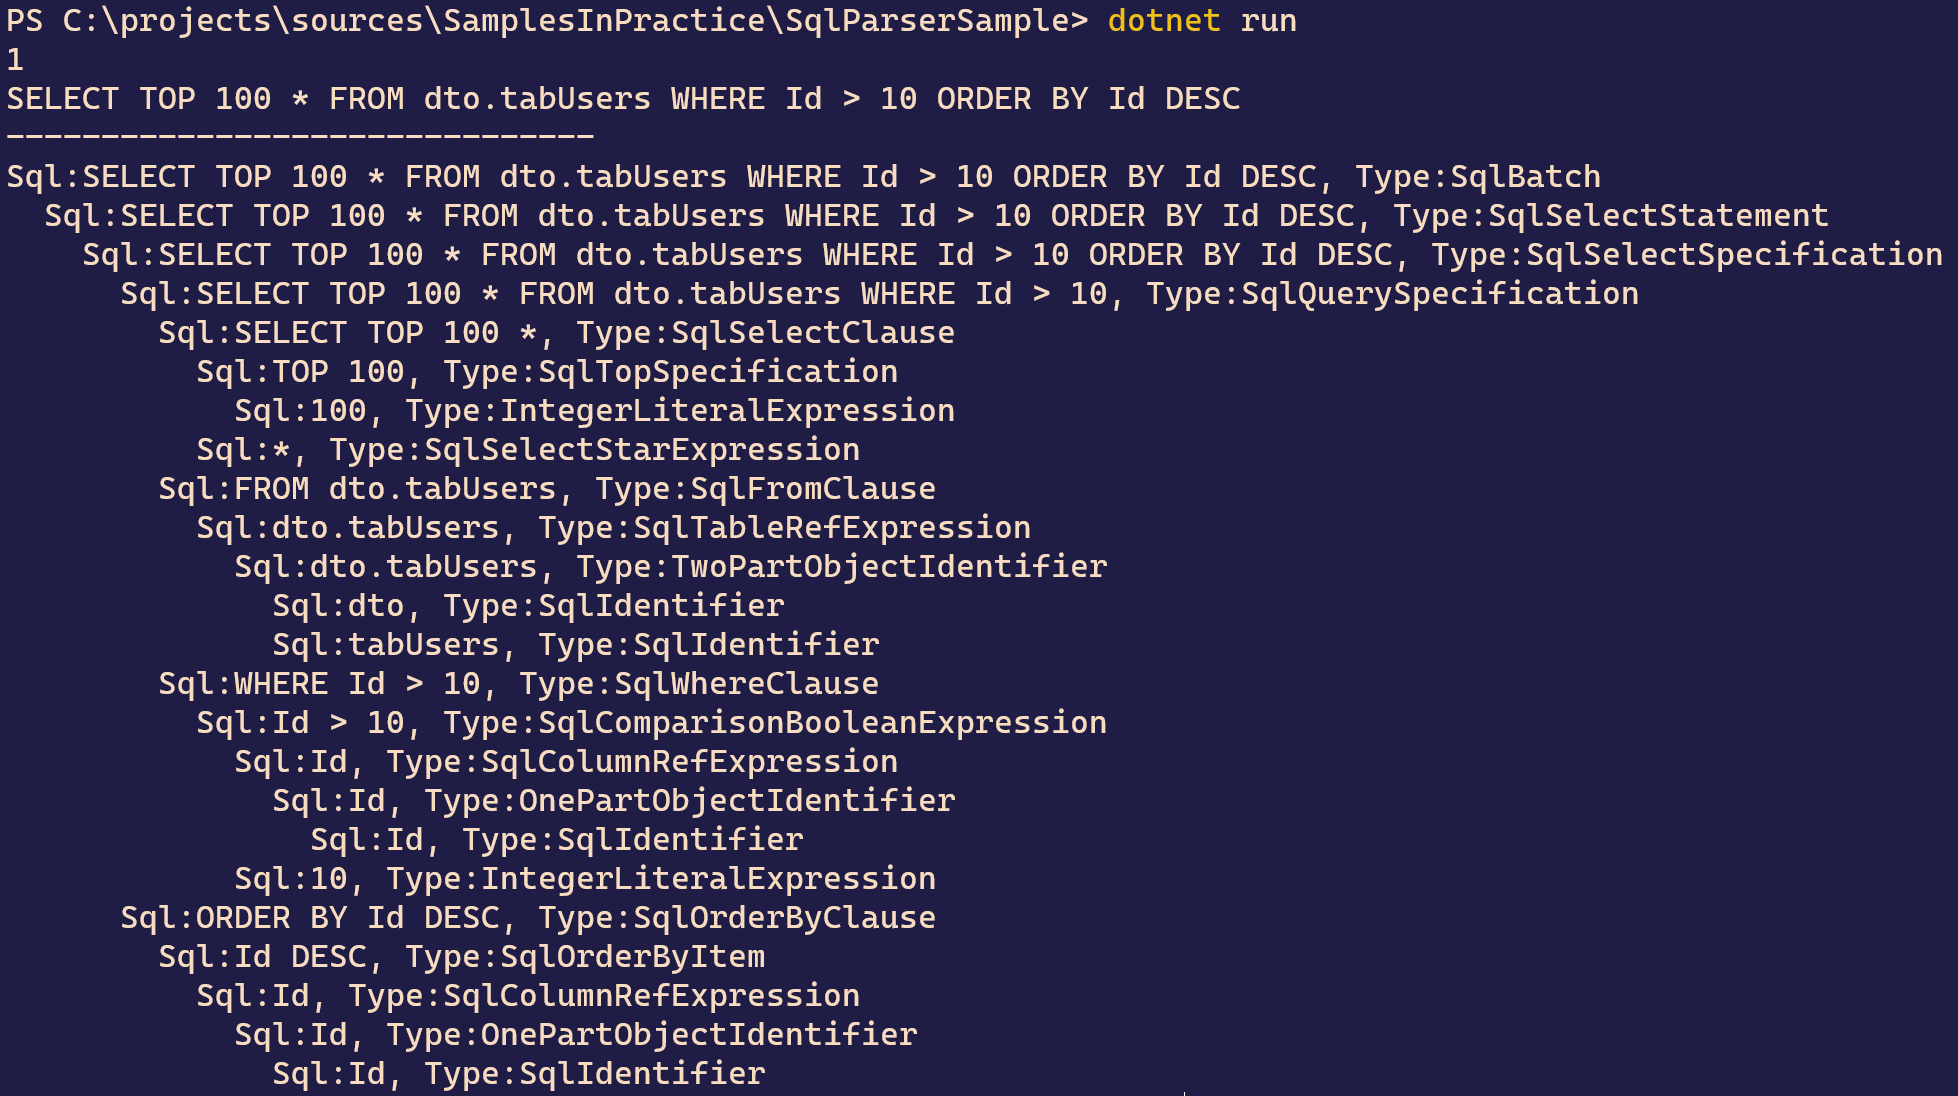 PS C:\projects\sources\SamplesInPractice\SqlParserSample> dotnet run
1
SELECT TOP 100 * FROM dto.tabUsers WHERE Id > 10 ORDER BY Id DESC
-------------------------------
Sql:SELECT TOP 100 * FROM dto.tabUsers WHERE Id > 10 ORDER BY Id DESC, Type:SqlBatch
  Sql:SELECT TOP 100 * FROM dto.tabUsers WHERE Id > 10 ORDER BY Id DESC, Type:SqlSelectStatement
    Sql:SELECT TOP 100 * FROM dto.tabUsers WHERE Id > 10 ORDER BY Id DESC, Type:SqlSelectSpecification
      Sql:SELECT TOP 100 * FROM dto.tabUsers WHERE Id > 10, Type:SqlQuerySpecification
        Sql:SELECT TOP 100 *, Type:SqlSelectClause
          Sql:TOP 100, Type:SqlTopSpecification
            Sql:100, Type:IntegerLiteralExpression
          Sql:*, Type:SqlSelectStarExpression
        Sql:FROM dto.tabUsers, Type:SqlFromClause
          Sql:dto.tabUsers, Type:SqlTableRefExpression
            Sql:dto.tabUsers, Type:TwoPartObjectIdentifier
              Sql:dto, Type:SqlIdentifier
              Sql:tabUsers, Type:SqlIdentifier
        Sql:WHERE Id > 10, Type:SqlWhereClause
          Sql:Id > 10, Type:SqlComparisonBooleanExpression
            Sql:Id, Type:SqlColumnRefExpression
              Sql:Id, Type:OnePartObjectIdentifier
                Sql:Id, Type:SqlIdentifier
            Sql:10, Type:IntegerLiteralExpression
      Sql:ORDER BY Id DESC, Type:SqlOrderByClause
        Sql:Id DESC, Type:SqlOrderByItem
          Sql:Id, Type:SqlColumnRefExpression
            Sql:Id, Type:OnePartObjectIdentifier
              Sql:Id, Type:SqlIdentifier